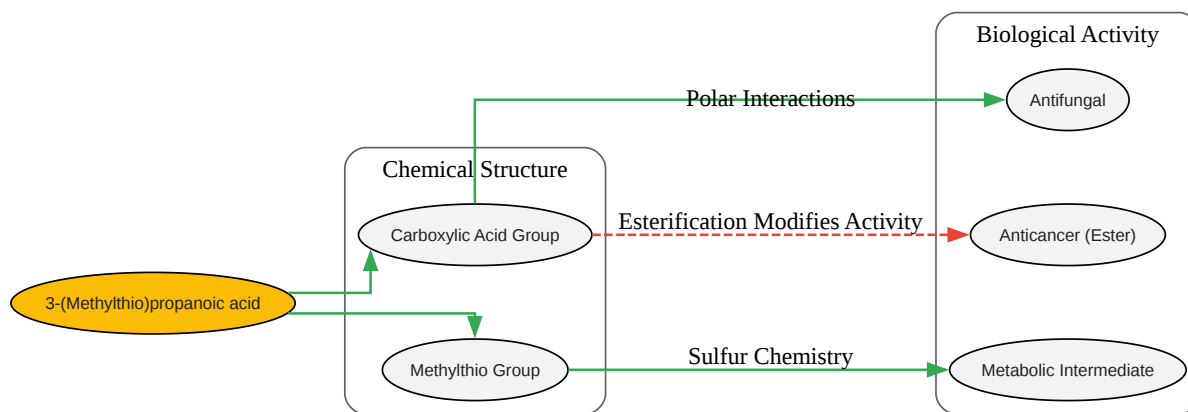 Biological Activity
Polar Interactions
Antifungal
Chemical Structure
Carboxylic Acid Group
Esterification Modifies Activity
Anticancer (Ester)
3-(Methylthio)propanoic acid
Methylthio Group
Sulfur Chemistry
Metabolic Intermediate